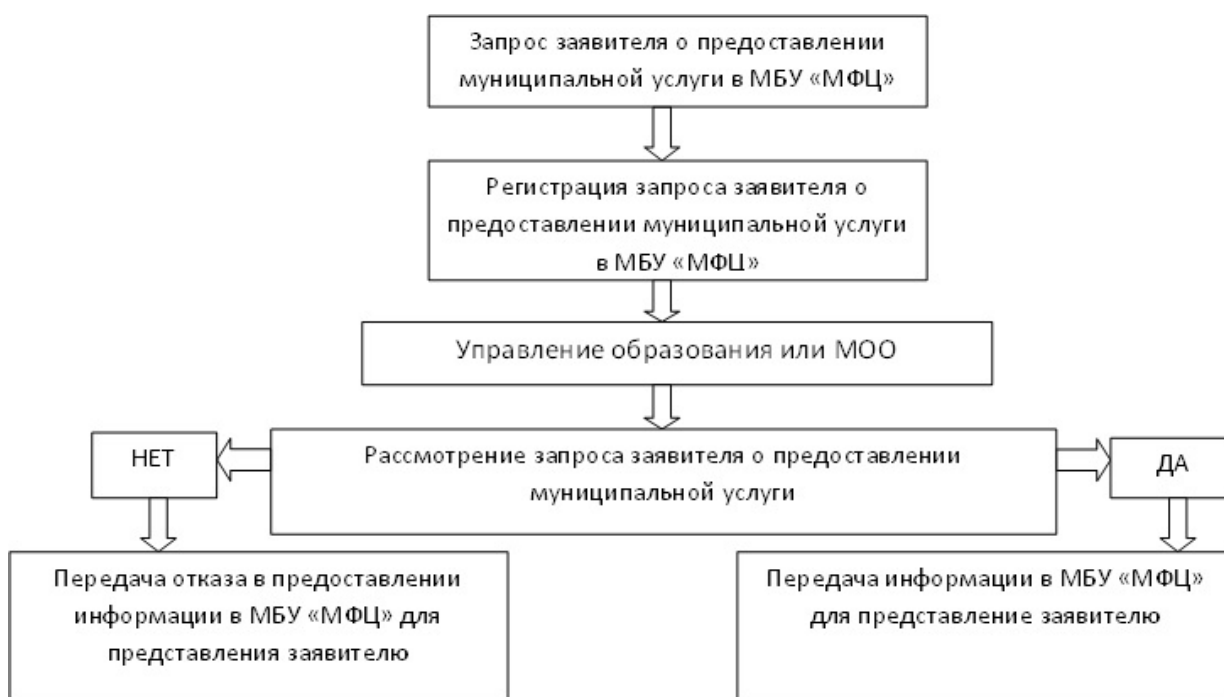 Запрос заявителя о предоставлении
муниципальной услуги в МБУ «МФЦ»
Регистрация запроса заявителя о
предоставлении муниципальной услуги
в МБУ «МФЦ»
Управление образования или МОО
НЕТ
Рассмотрение запроса заявителя о предоставлении
муниципальной услуги
ДА
Передача отказа в предоставлении
информации в МБУ «МФЦ» для
представления заявителю
Передача информации в МБУ «МФЦ»
для представление заявителю